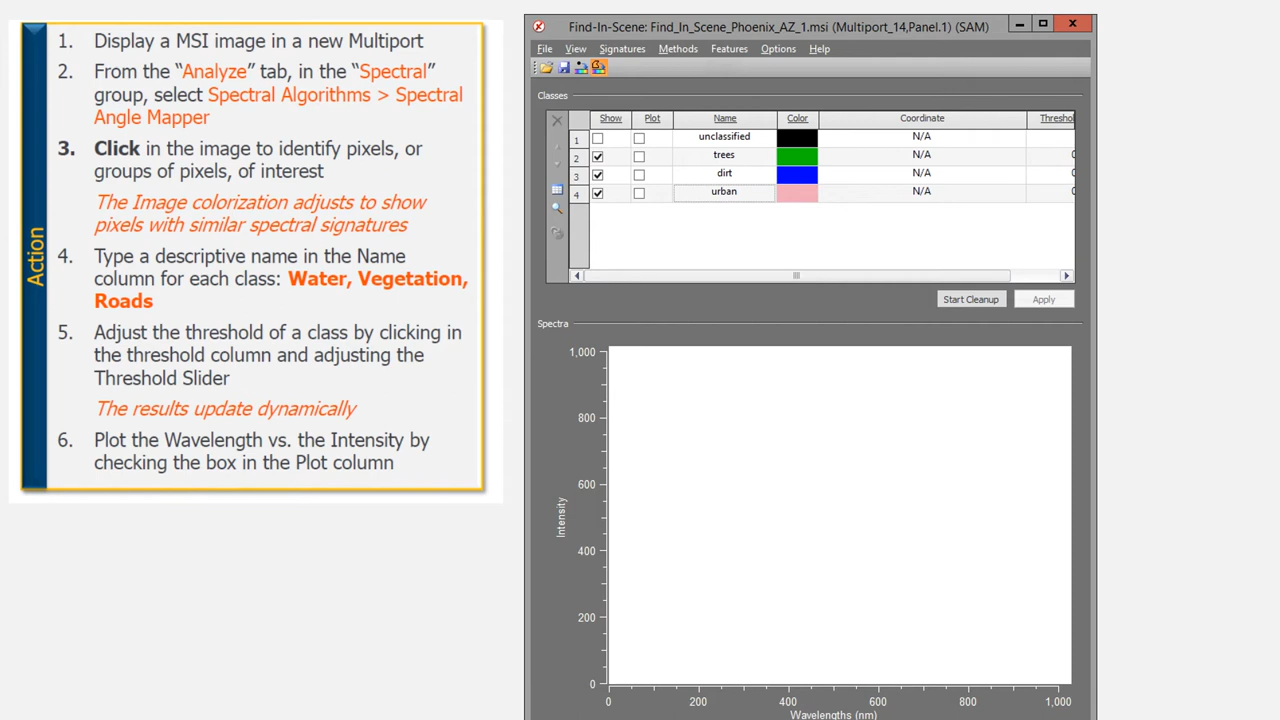 1. Display a MSI image in a new Multiport
2. From the "Analyze" tab, in the "Spectral"
group, select Spectral Algorithms > Spectral
Angle Mapper
3. Click in the image to identify pixels, or
groups of pixels, of interest
The Image colorization adjusts to show
pixels with similar spectral signatures
4. Type a descriptive name in the Name
column for each class: Water, Vegetation,
Roads
5. Adjust the threshold of a class by clicking in
the threshold column and adjusting the
Threshold Slider
The results update dynamically
6. Plot the Wavelength vs. the Intensity by
checking the box in the Plot column
Action
Find-In-Scene: Find_In_Scene_Phoenix_AZ_1.msi (Multiport_14,Panel.1) (SAM)
File View Signatures Methods Features Options Help
Classes
Show Plot Name Color Coordinate Threshol
1 unclassified N/A
2 trees N/A 0
3 dirt N/A 0
4 urban N/A 0
Start Cleanup Apply
Spectra
1,000
800
600
400
200
0
Intensity
0 200 400 600 800 1,000
Wavelengths (nm)